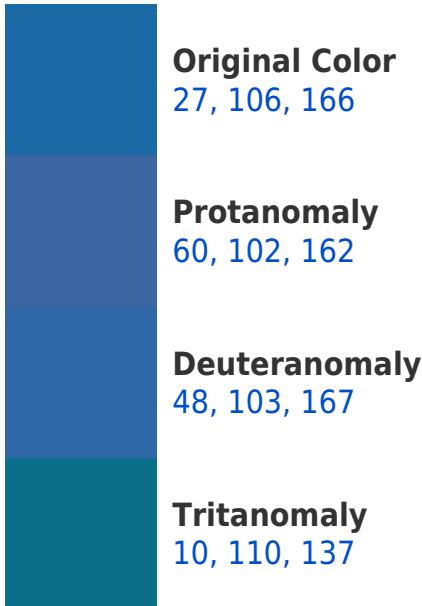 Original Color
27, 106, 166
Protanomaly
60, 102, 162
Deuteranomaly
48, 103, 167
Tritanomaly
10, 110, 137